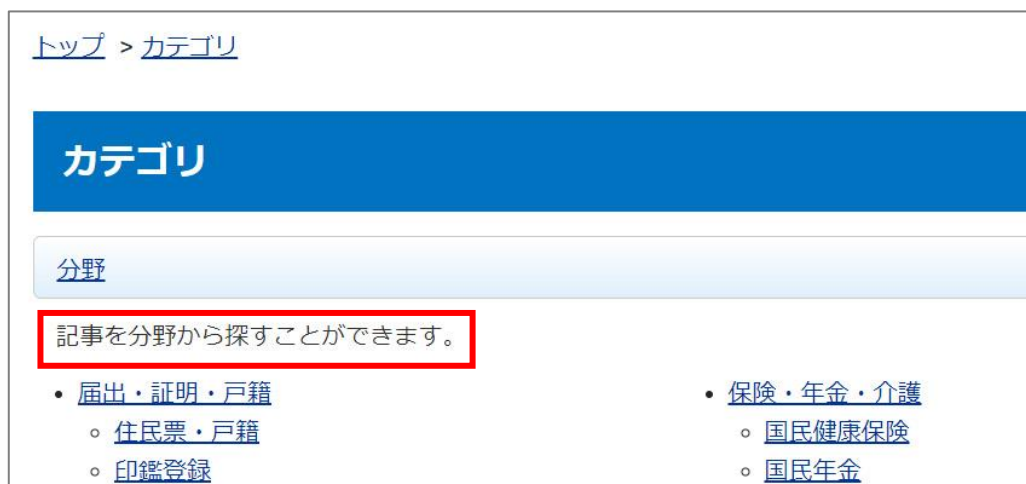 トップ > カテゴリ
カテゴリ
分野
記事を分野から探すことができます。
• 届出・証明・戸籍
◦ 住民票・戸籍
◦ 印鑑登録
• 保険・年金・介護
◦ 国民健康保険
◦ 国民年金